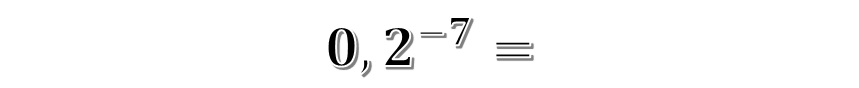 0,2⁻⁷ =